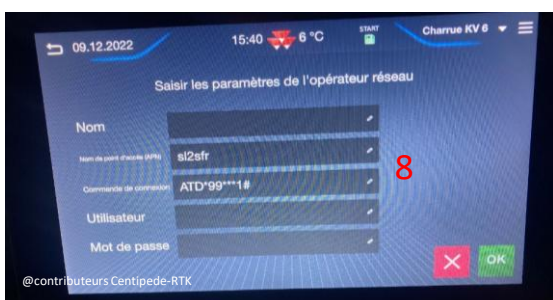 09.12.2022 15:40 6 °C START Charrue KV 6
Saisir les paramètres de l'opérateur réseau
Nom
Nom de point d'accès (APN) sl2sfr
Commande de connexion ATD*99***1#
Utilisateur
Mot de passe
8
OK
@contributeurs Centipede-RTK